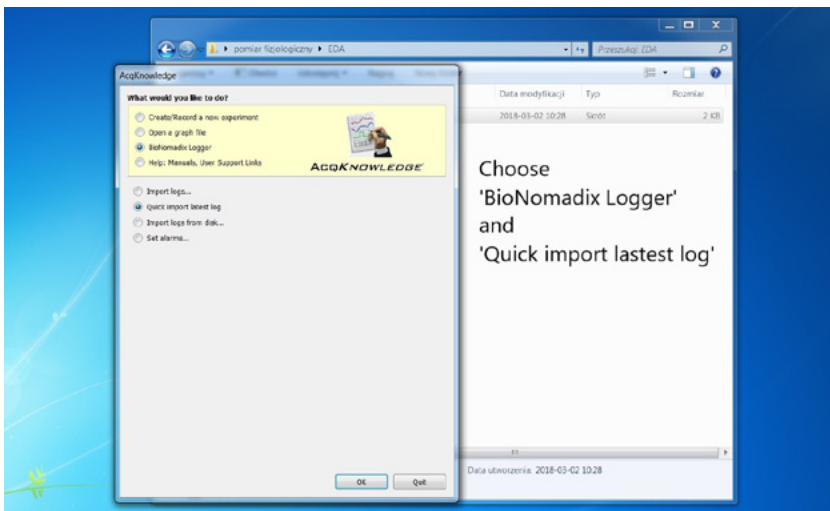 pomiar fizjologiczny ▸ EDA
Przeszukaj: EDA
AcqKnowledge
What would you like to do?
Create/Record a new experiment
Open a graph file
BioNomadix Logger
Help: Manuals, User Support Links
ACQKNOWLEDGE
Import logs...
Quick import latest log
Import logs from disk...
Set alarms...
OK
Quit
Data modyfikacji Typ Rozmiar
2018-03-02 10:28 Skrót 2 KB
Choose
'BioNomadix Logger'
and
'Quick import lastest log'
Data utworzenia: 2018-03-02 10:28